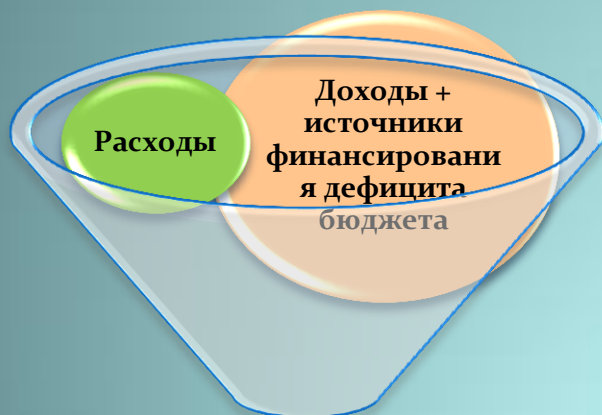 Расходы
Доходы +
источники
финансировани
я дефицита
бюджета